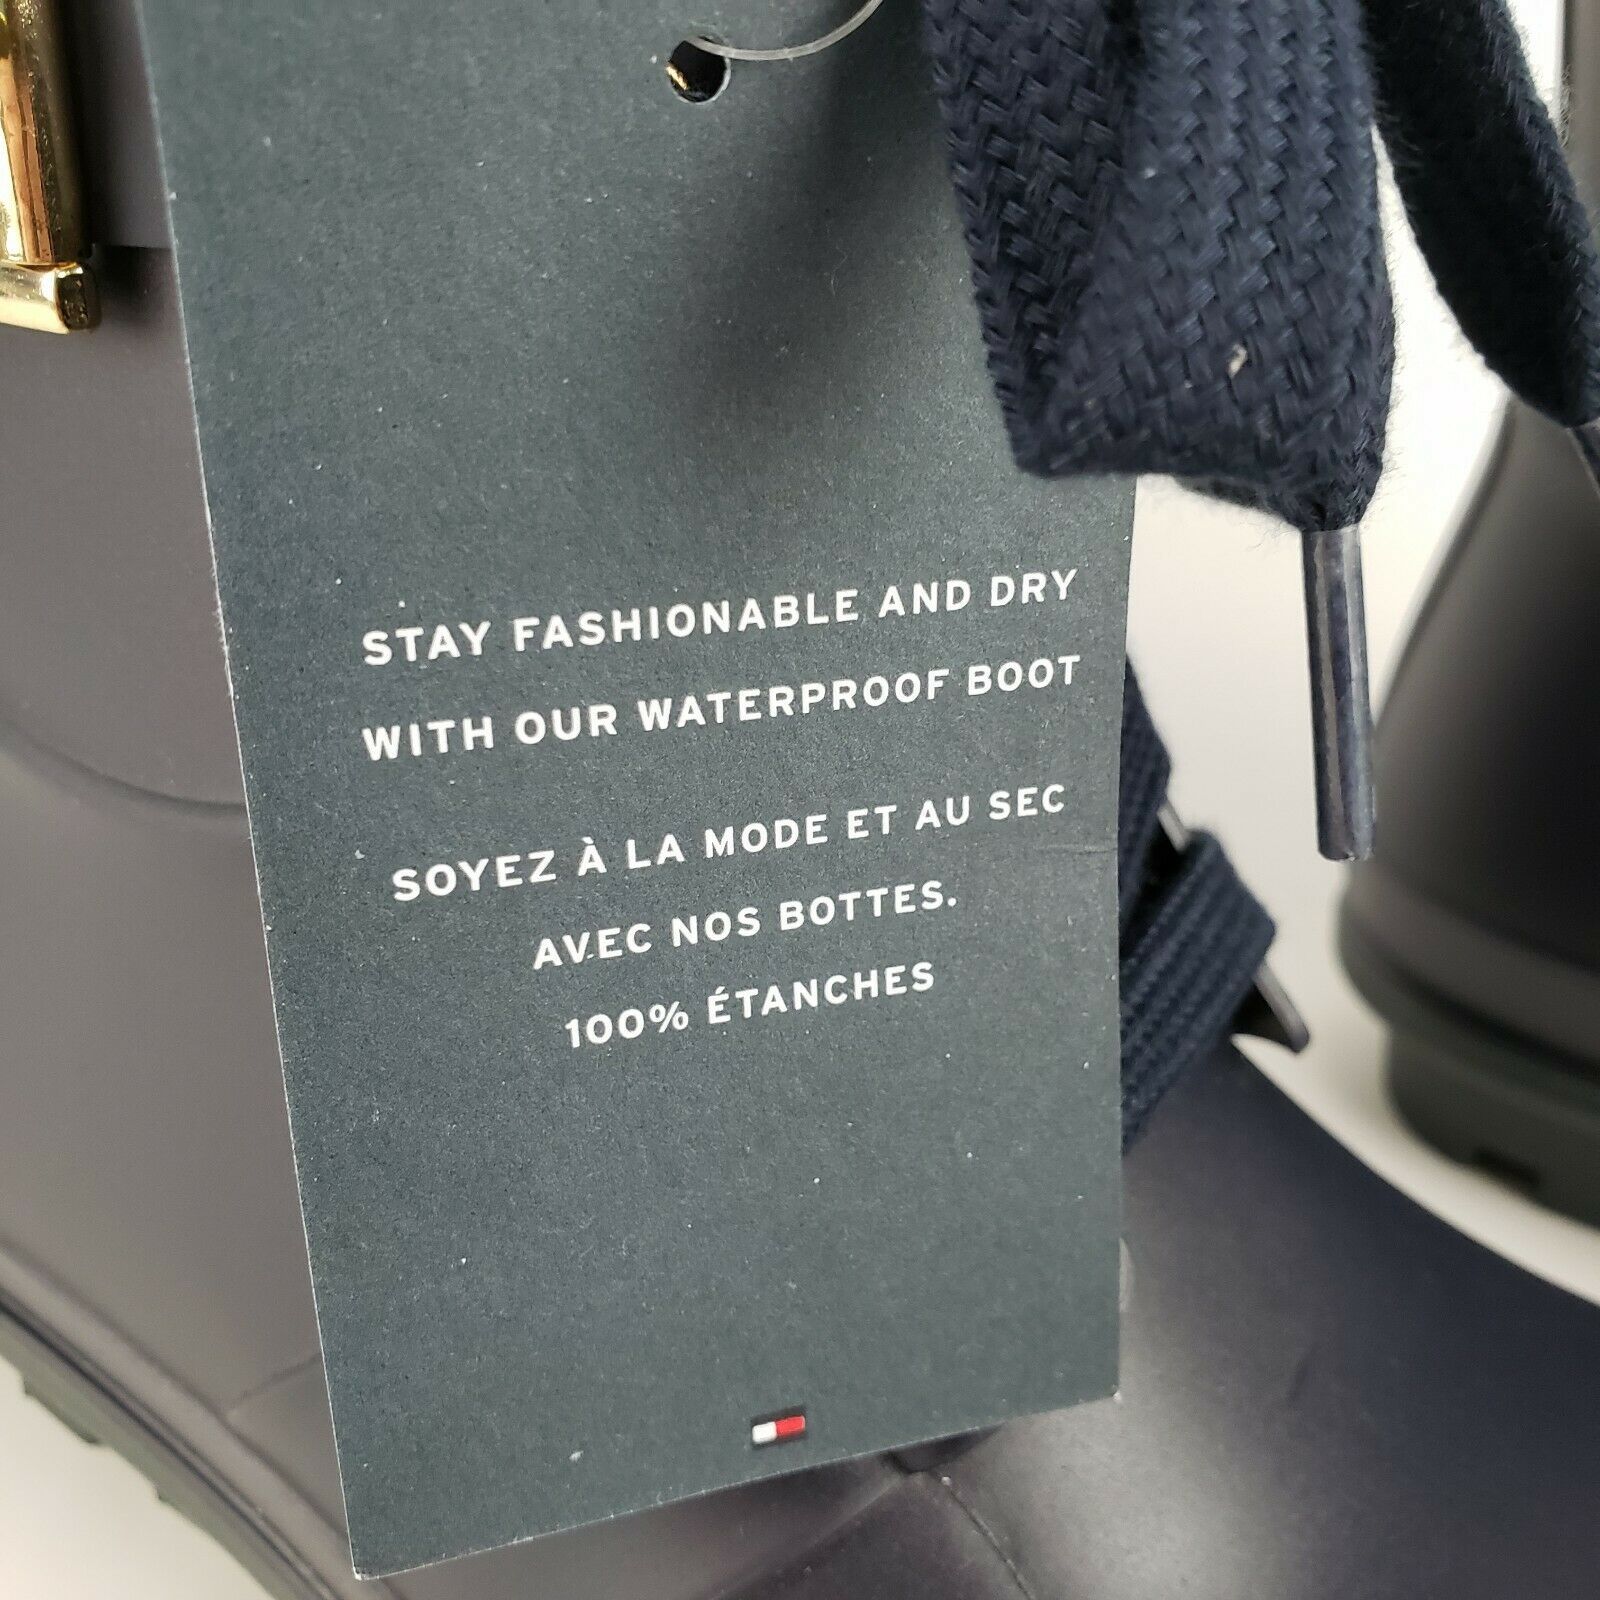 STAY FASHIONABLE AND DRY
WITH OUR WATERPROOF BOOT
SOYEZ À LA MODE ET AU SEC
AVEC NOS BOTTES.
100% ÉTANCHES